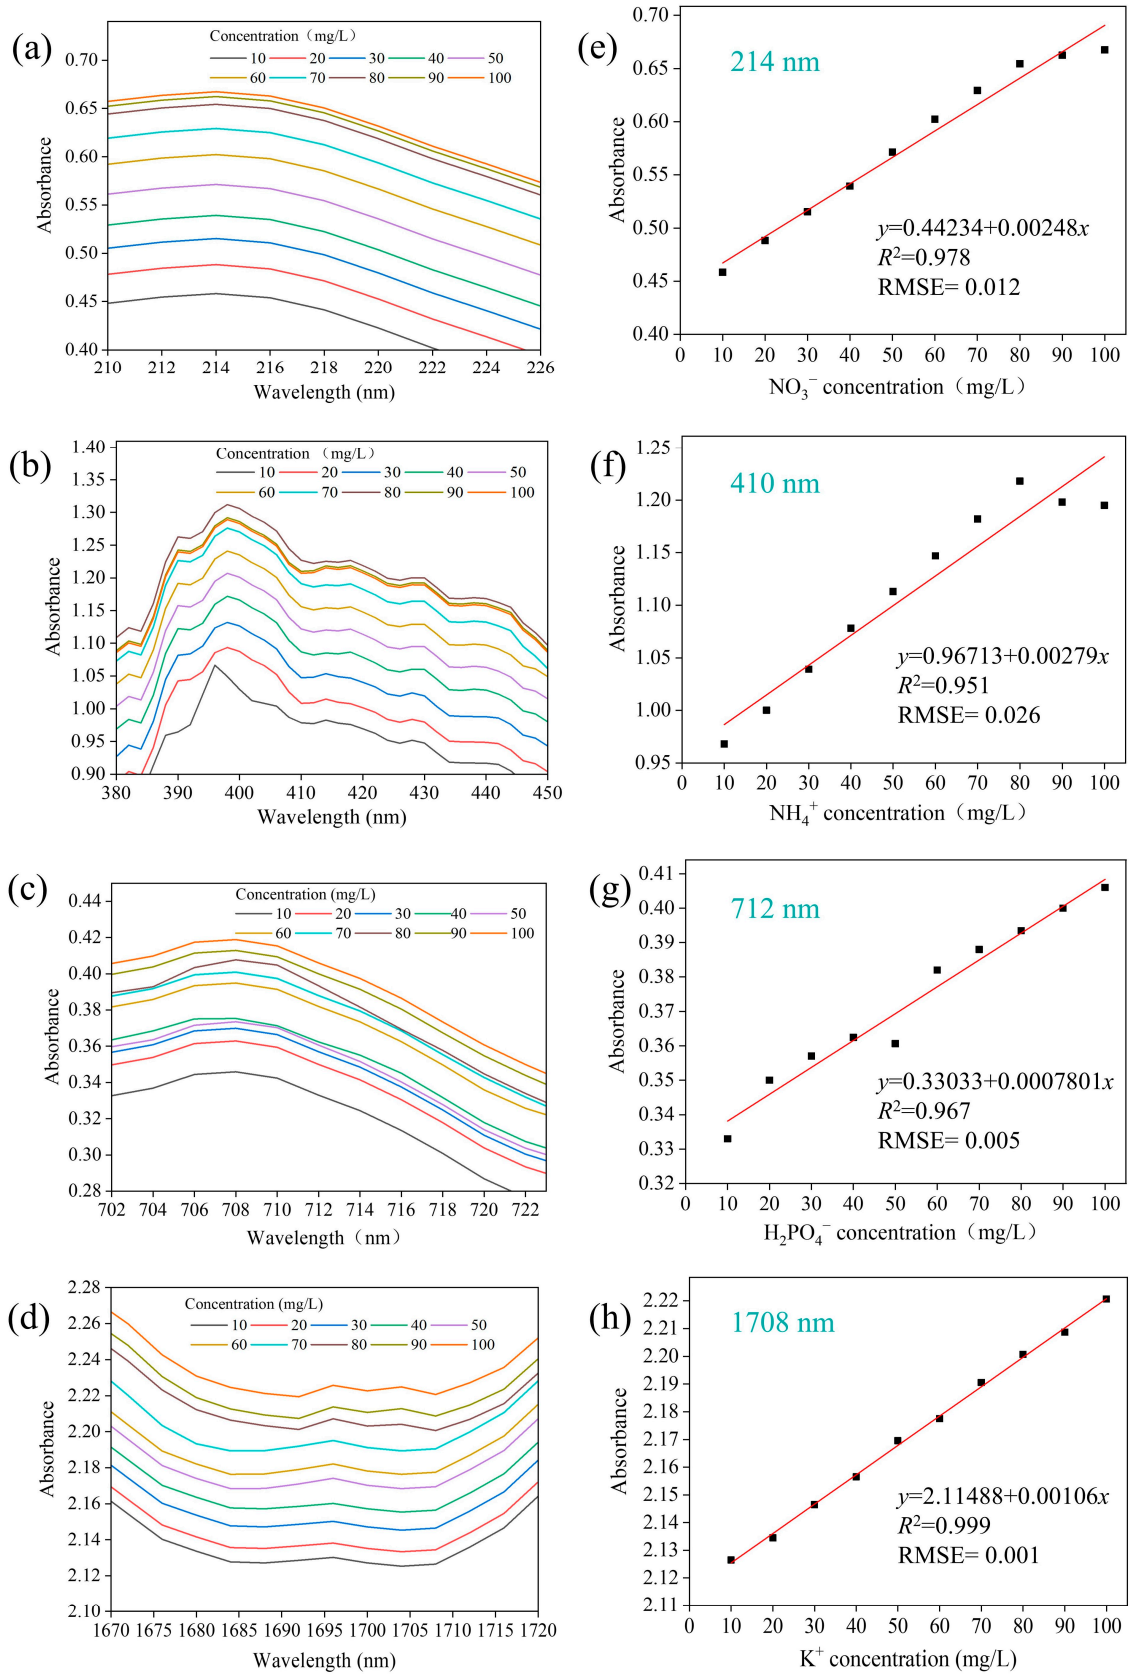 (a)
Concentration (mg/L)
10 20 30 40 50
60 70 80 90 100
0.70
0.65
0.60
0.55
0.50
0.45
0.40
Absorbance
210 212 214 216 218 220 222 224 226
Wavelength (nm)
(e)
214 nm
0.70
0.65
0.60
0.55
0.50
0.45
0.40
Absorbance
y=0.44234+0.00248x
R²=0.978
RMSE= 0.012
0 10 20 30 40 50 60 70 80 90 100
NO₃⁻ concentration（mg/L）
(b)
Concentration （mg/L）
10 20 30 40 50
60 70 80 90 100
1.40
1.35
1.30
1.25
1.20
1.15
1.10
1.05
1.00
0.95
0.90
Absorbance
380 390 400 410 420 430 440 450
Wavelength (nm)
(f)
410 nm
1.25
1.20
1.15
1.10
1.05
1.00
0.95
Absorbance
y=0.96713+0.00279x
R²=0.951
RMSE= 0.026
0 10 20 30 40 50 60 70 80 90 100
NH₄⁺ concentration（mg/L）
(c)
Concentration (mg/L)
10 20 30 40 50
60 70 80 90 100
0.44
0.42
0.40
0.38
0.36
0.34
0.32
0.30
0.28
Absorbance
702 704 706 708 710 712 714 716 718 720 722
Wavelength（nm）
(g)
712 nm
0.41
0.40
0.39
0.38
0.37
0.36
0.35
0.34
0.33
0.32
Absorbance
y=0.33033+0.0007801x
R²=0.967
RMSE= 0.005
0 10 20 30 40 50 60 70 80 90 100
H₂PO₄⁻ concentration（mg/L）
(d)
Concentration (mg/L)
10 20 30 40 50
60 70 80 90 100
2.28
2.26
2.24
2.22
2.20
2.18
2.16
2.14
2.12
2.10
Absorbance
1670 1675 1680 1685 1690 1695 1700 1705 1710 1715 1720
Wavelength (nm)
(h)
1708 nm
2.22
2.21
2.20
2.19
2.18
2.17
2.16
2.15
2.14
2.13
2.12
2.11
Absorbance
y=2.11488+0.00106x
R²=0.999
RMSE= 0.001
0 10 20 30 40 50 60 70 80 90 100
K⁺ concentration (mg/L)